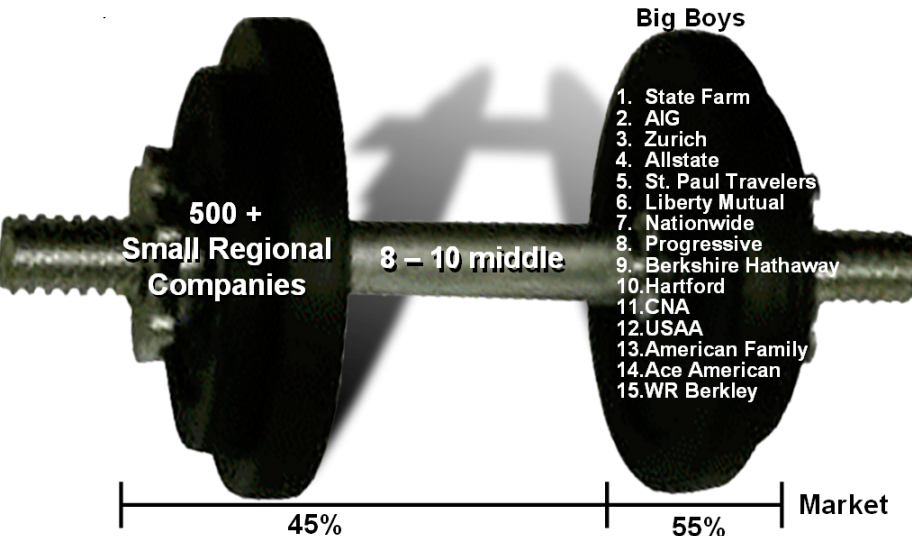 Big Boys
1. State Farm
2. AIG
3. Zurich
4. Allstate
5. St. Paul Travelers
6. Liberty Mutual
7. Nationwide
8. Progressive
9. Berkshire Hathaway
10.Hartford
11.CNA
12.USAA
13.American Family
14.Ace American
15.WR Berkley
500 +
Small Regional
Companies
8 – 10 middle
Market
45%
55%